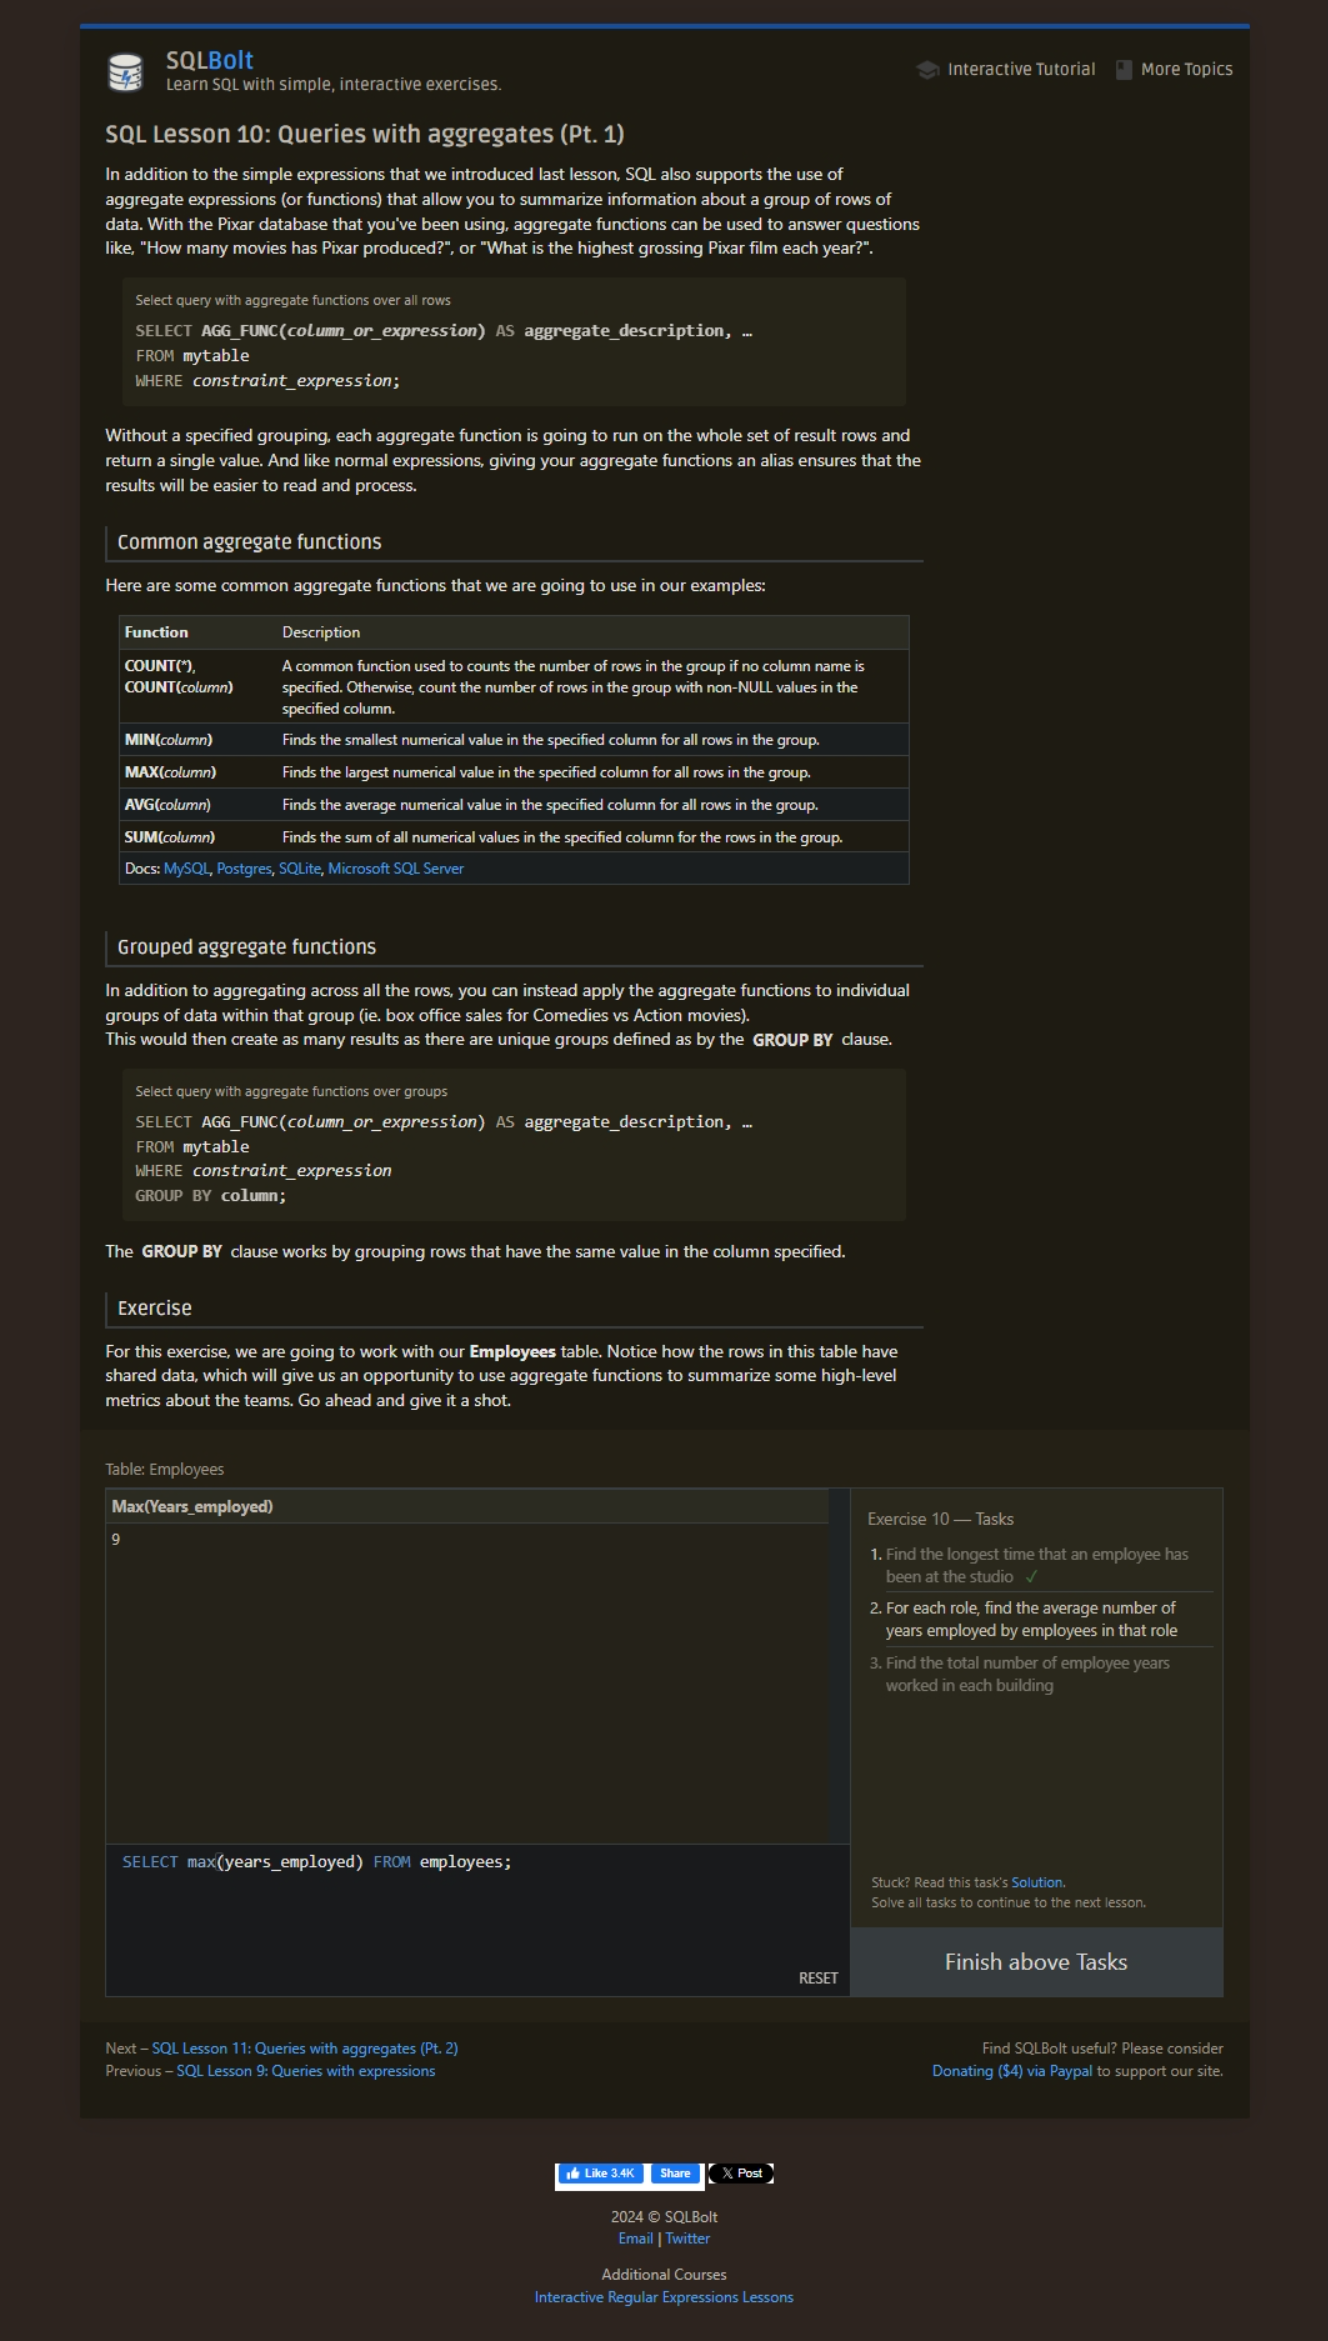 SQLBolt
Learn SQL with simple, interactive exercises.
Interactive Tutorial
More Topics
SQL Lesson 10: Queries with aggregates (Pt. 1)
In addition to the simple expressions that we introduced last lesson, SQL also supports the use of
aggregate expressions (or functions) that allow you to summarize information about a group of rows of
data. With the Pixar database that you've been using, aggregate functions can be used to answer questions
like, "How many movies has Pixar produced?", or "What is the highest grossing Pixar film each year?".
Select query with aggregate functions over all rows
SELECT AGG_FUNC(column_or_expression) AS aggregate_description, …
FROM mytable
WHERE constraint_expression;
Without a specified grouping, each aggregate function is going to run on the whole set of result rows and
return a single value. And like normal expressions, giving your aggregate functions an alias ensures that the
results will be easier to read and process.
Common aggregate functions
Here are some common aggregate functions that we are going to use in our examples:
Function Description
COUNT(*), A common function used to counts the number of rows in the group if no column name is
COUNT(column) specified. Otherwise, count the number of rows in the group with non-NULL values in the
specified column.
MIN(column) Finds the smallest numerical value in the specified column for all rows in the group.
MAX(column) Finds the largest numerical value in the specified column for all rows in the group.
AVG(column) Finds the average numerical value in the specified column for all rows in the group.
SUM(column) Finds the sum of all numerical values in the specified column for the rows in the group.
Docs: MySQL, Postgres, SQLite, Microsoft SQL Server
Grouped aggregate functions
In addition to aggregating across all the rows, you can instead apply the aggregate functions to individual
groups of data within that group (ie. box office sales for Comedies vs Action movies).
This would then create as many results as there are unique groups defined as by the GROUP BY clause.
Select query with aggregate functions over groups
SELECT AGG_FUNC(column_or_expression) AS aggregate_description, …
FROM mytable
WHERE constraint_expression
GROUP BY column;
The GROUP BY clause works by grouping rows that have the same value in the column specified.
Exercise
For this exercise, we are going to work with our Employees table. Notice how the rows in this table have
shared data, which will give us an opportunity to use aggregate functions to summarize some high-level
metrics about the teams. Go ahead and give it a shot.
Table: Employees
Max(Years_employed)
9
SELECT max(years_employed) FROM employees;
RESET
Exercise 10 — Tasks
1. Find the longest time that an employee has
been at the studio ✓
2. For each role, find the average number of
years employed by employees in that role
3. Find the total number of employee years
worked in each building
Stuck? Read this task's Solution.
Solve all tasks to continue to the next lesson.
Finish above Tasks
Next – SQL Lesson 11: Queries with aggregates (Pt. 2)
Previous – SQL Lesson 9: Queries with expressions
Find SQLBolt useful? Please consider
Donating ($4) via Paypal to support our site.
Like 3.4K Share X Post
2024 © SQLBolt
Email | Twitter
Additional Courses
Interactive Regular Expressions Lessons